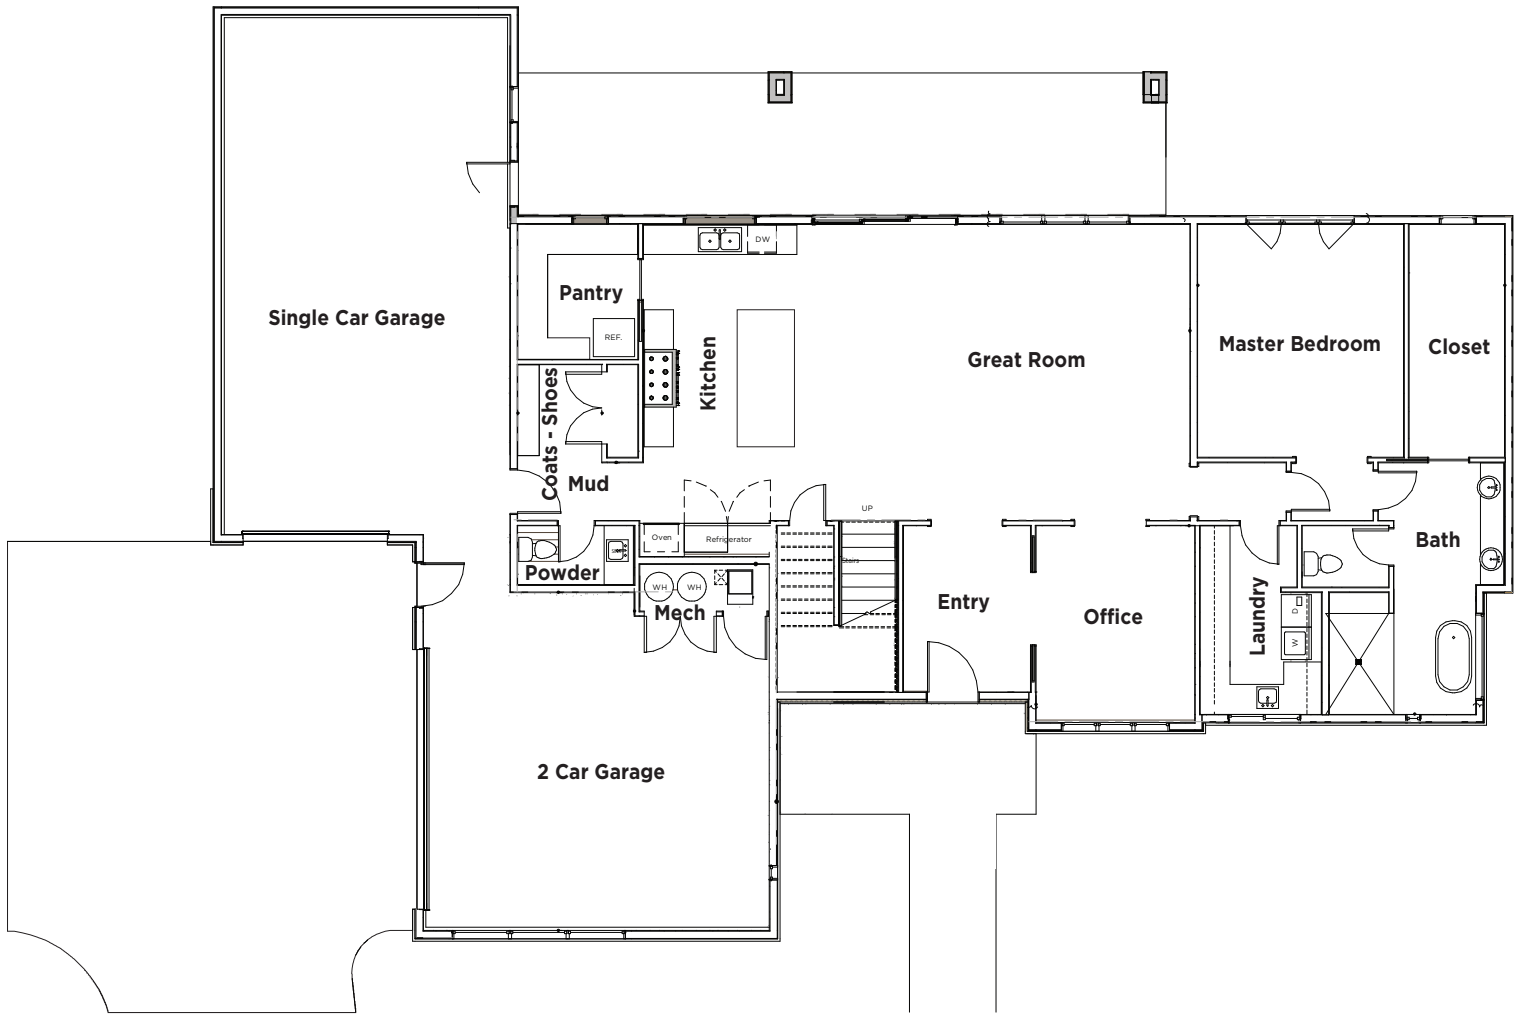 DW
Pantry
Single Car Garage
REF.
Kitchen
Great Room
Master Bedroom
Closet
Coats - Shoes
Mud
UP
Oven
Refrigerator
Bath
Stairs
Powder
WH
WH
Mech
Entry
Office
Laundry
D
W
2 Car Garage